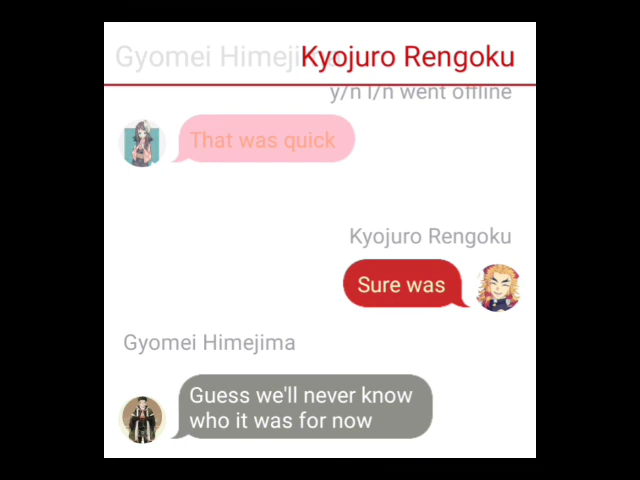 Gyomei Himeji
Kyojuro Rengoku
y/n l/n went offline
That was quick
Kyojuro Rengoku
Sure was
Gyomei Himejima
Guess we'll never know
who it was for now